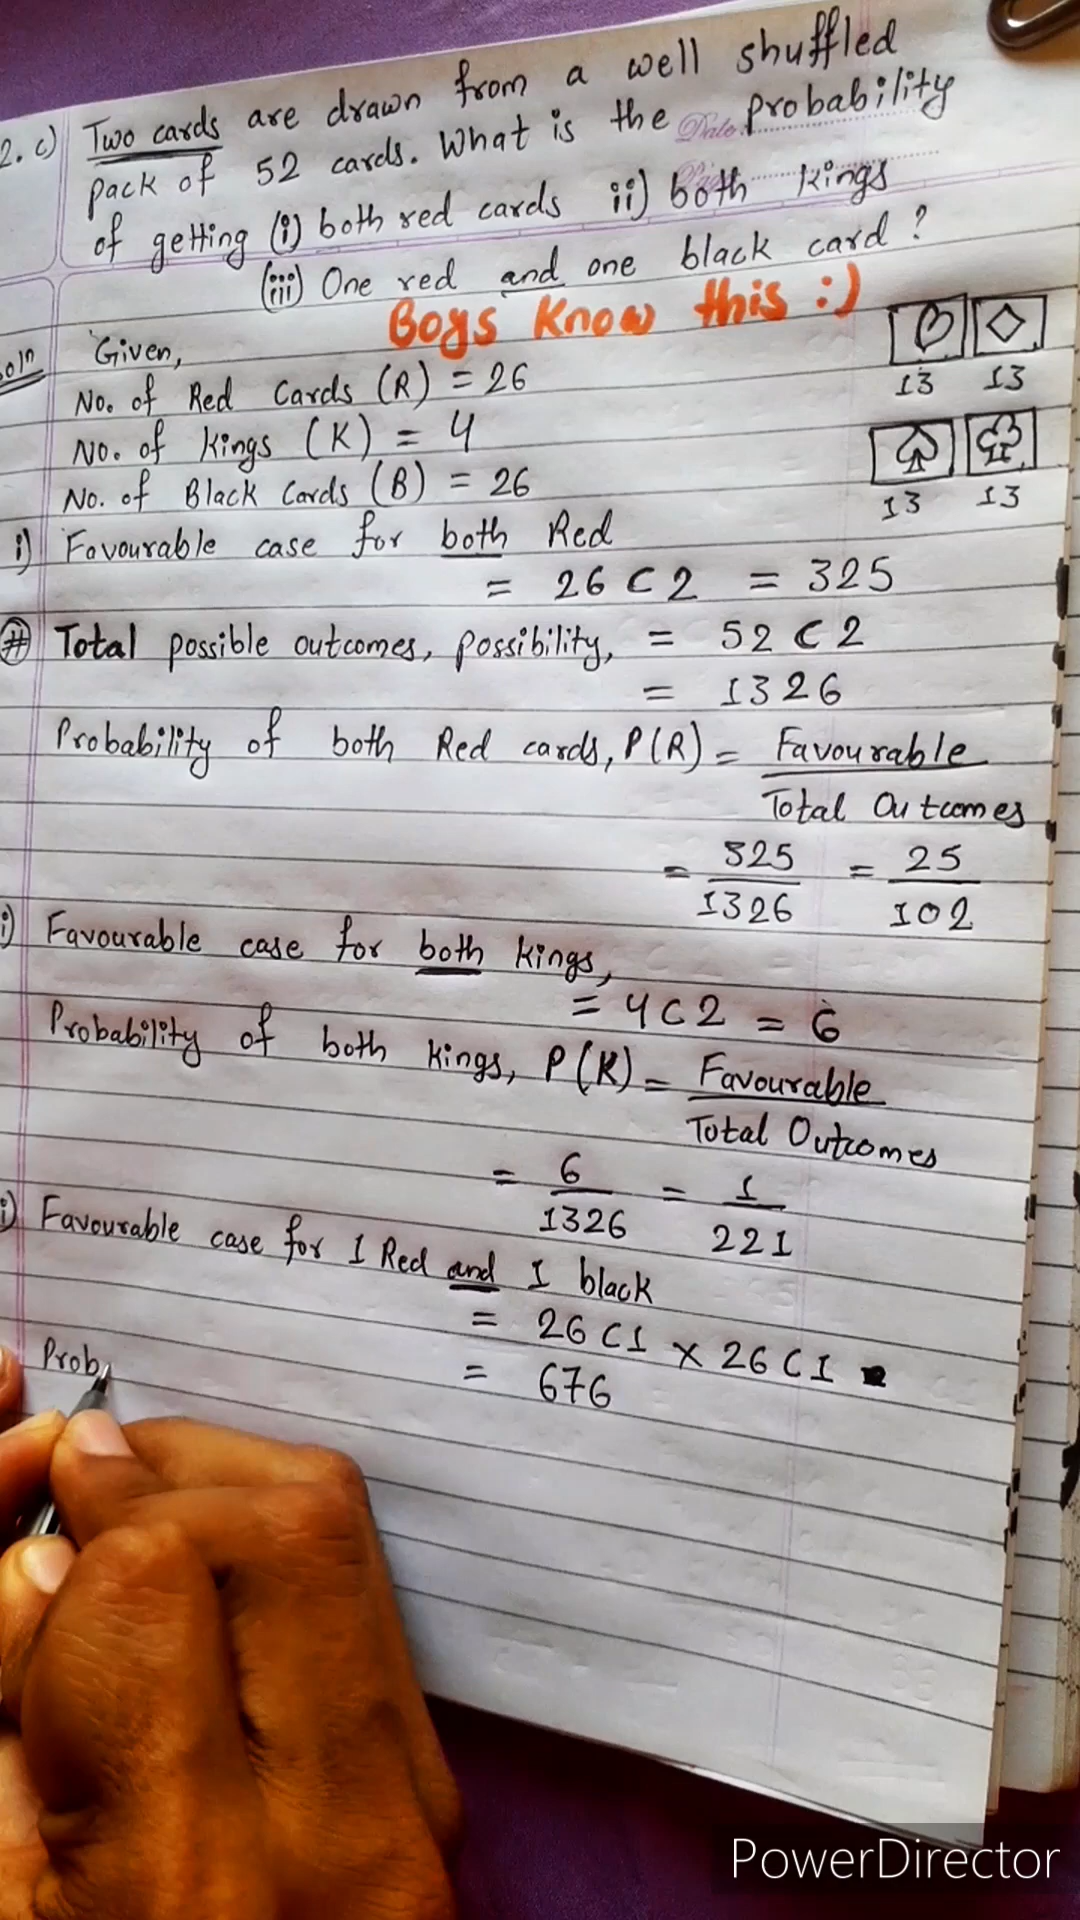 2. c) Two cards are drawn from a well shuffled
pack of 52 cards. What is the probability
Date
of getting (i) both red cards ii) both kings
(iii) One red and one black card?
Boys Know this :)
Soln
Given,
No. of Red Cards (R) = 26
13 13
No. of kings (K) = 4
No. of Black Cards (B) = 26
13 13
i) Favourable case for both Red
= 26 C 2 = 325
# Total possible outcomes, possibility, = 52 C 2
= 1326
Probability of both Red cards, P(R) = Favourable
Total Outcomes
= 325 = 25
1326 102
i) Favourable case for both kings,
= 4C2 = 6
Probability of both kings, P(K) = Favourable
Total Outcomes
= 6 = 1
1326 221
i) Favourable case for 1 Red and 1 black
= 26 C1 x 26 C1
= 676
Prob
PowerDirector